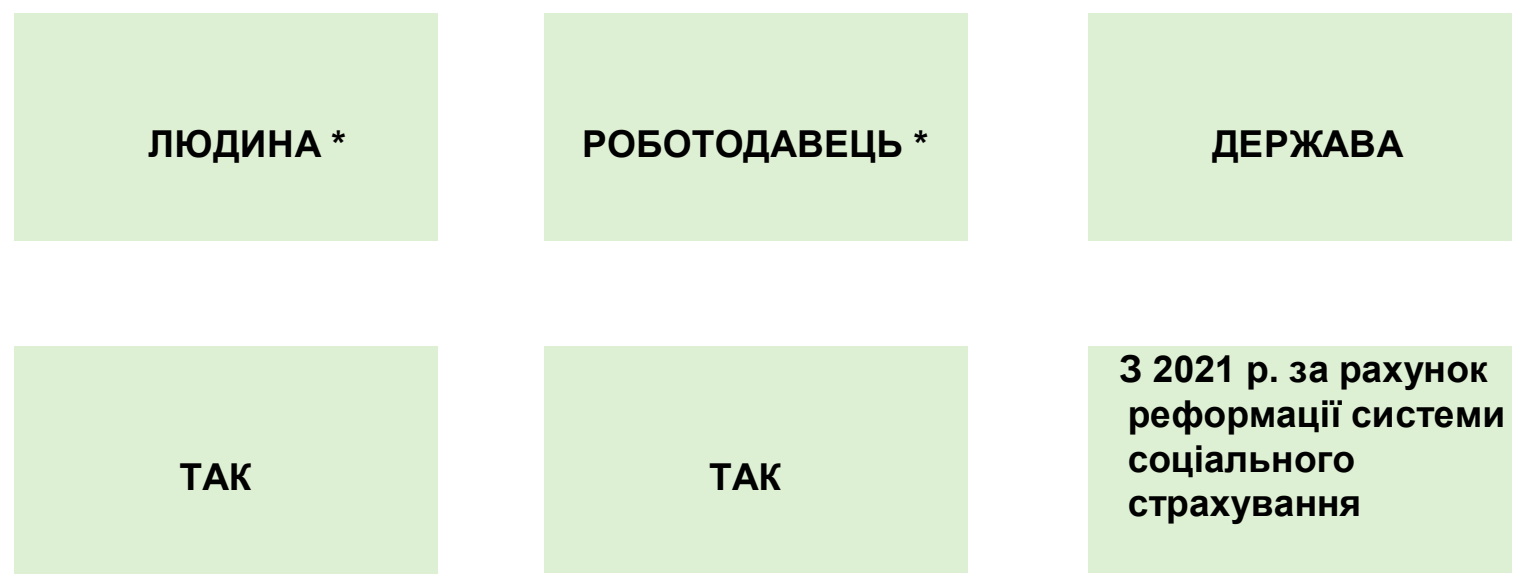 ЛЮДИНА *
РОБОТОДАВЕЦЬ *
ДЕРЖАВА
ТАК
ТАК
З 2021 р. за рахунок
реформації системи
соціального
страхування